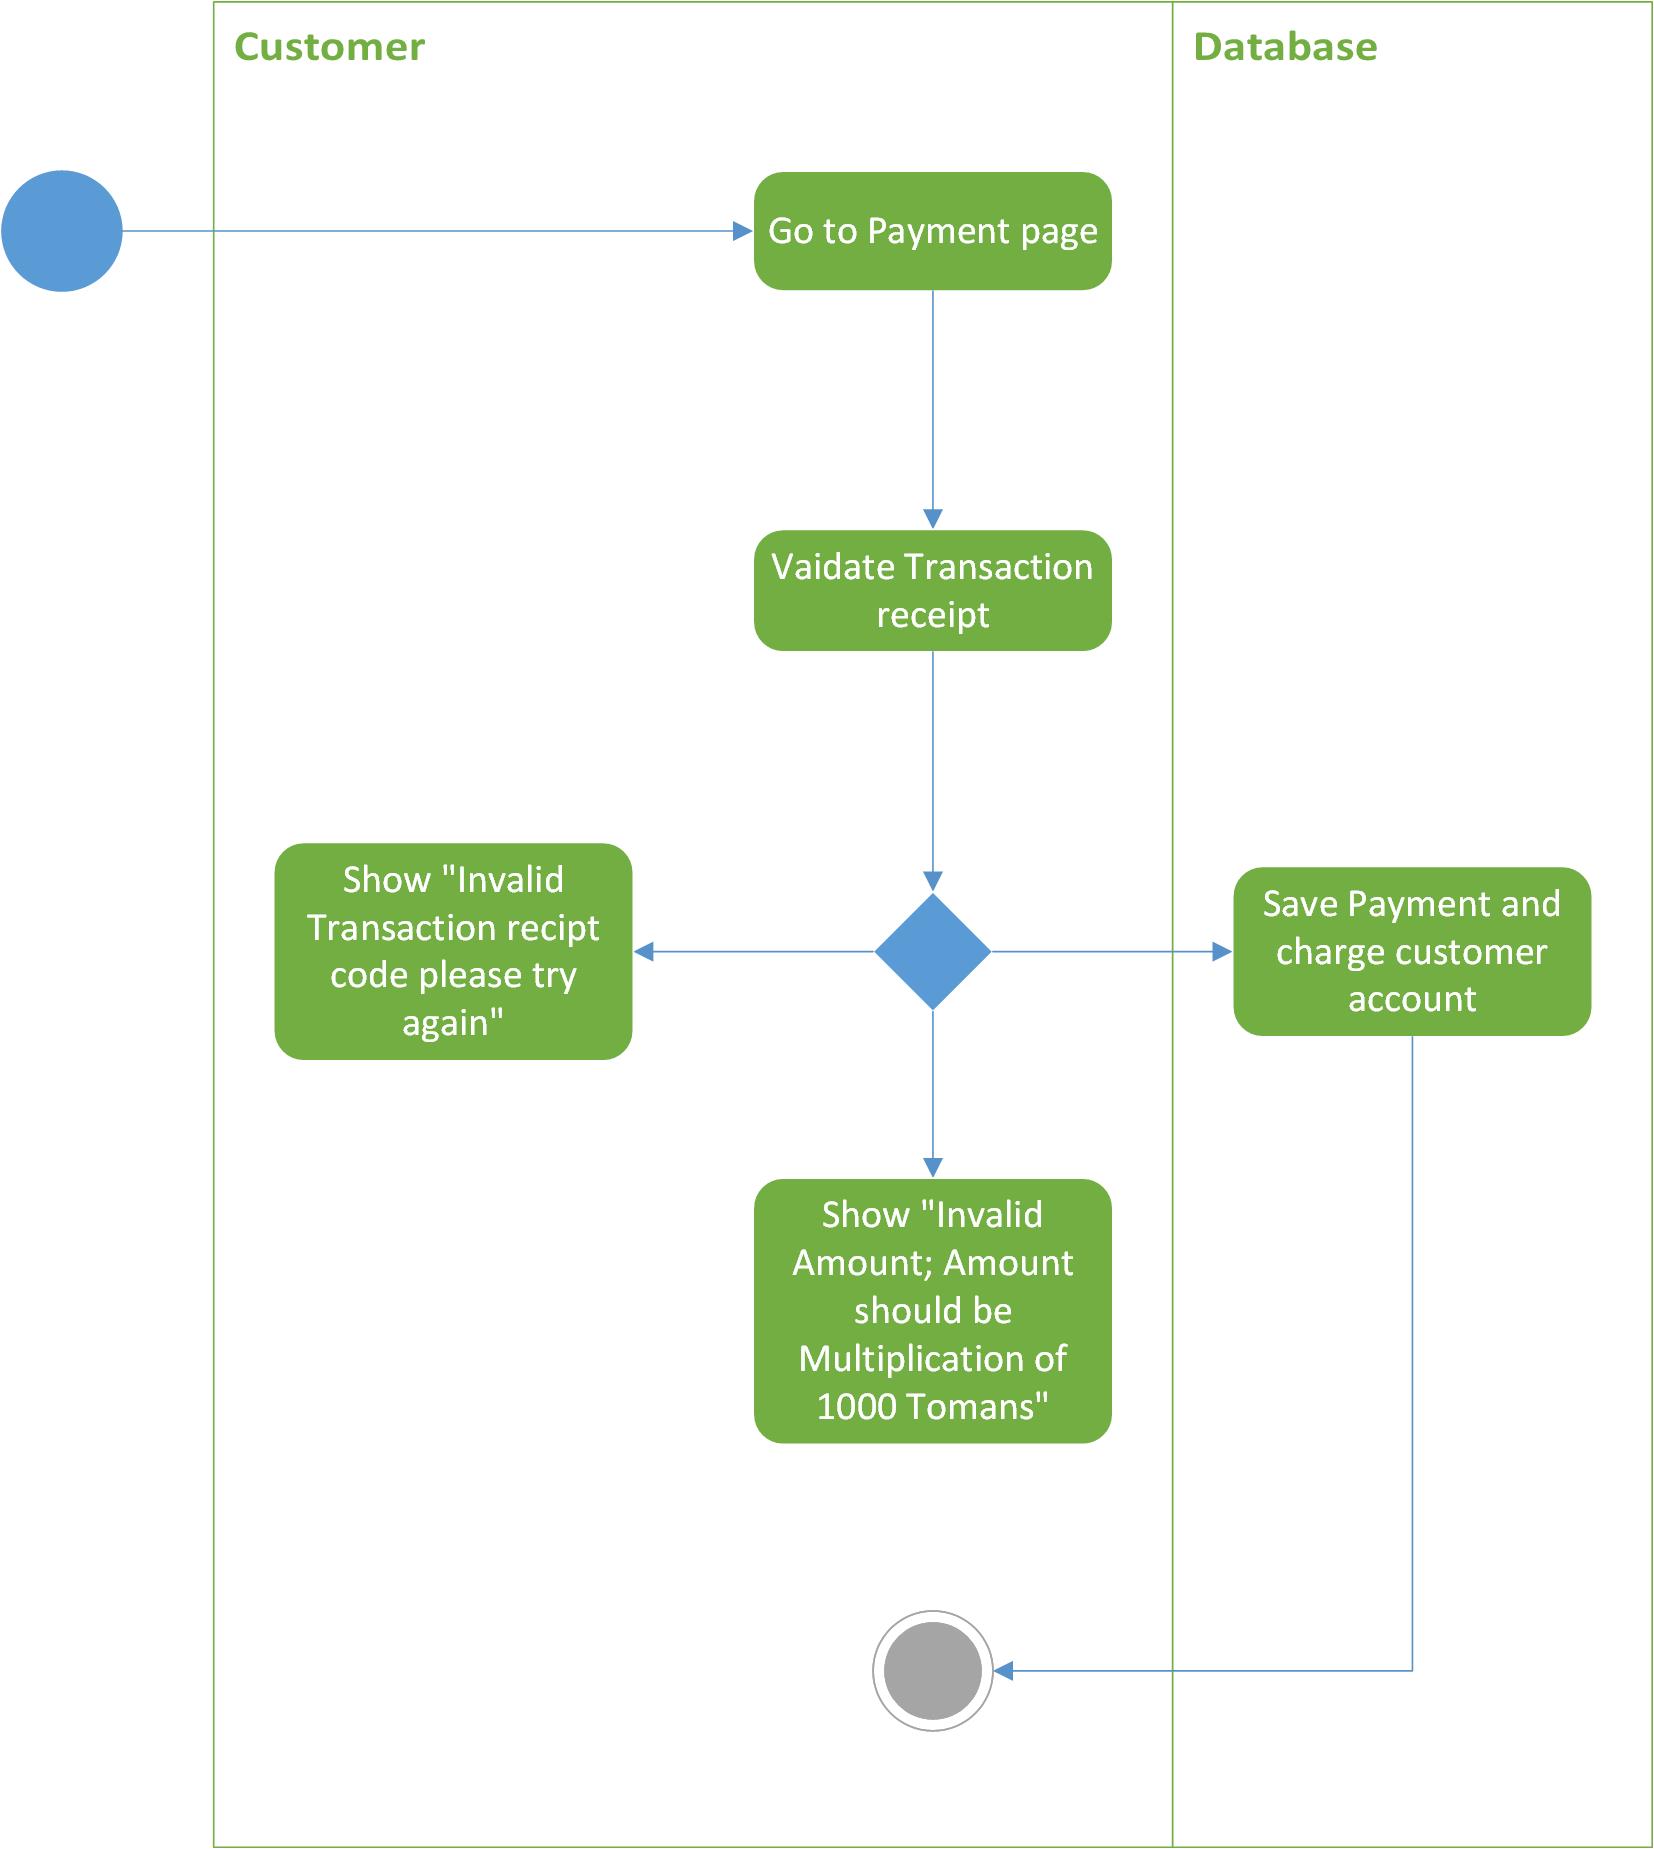 Customer
Database
Go to Payment page
Vaidate Transaction
receipt
Show "Invalid
Transaction recipt
code please try
again"
Save Payment and
charge customer
account
Show "Invalid
Amount; Amount
should be
Multiplication of
1000 Tomans"